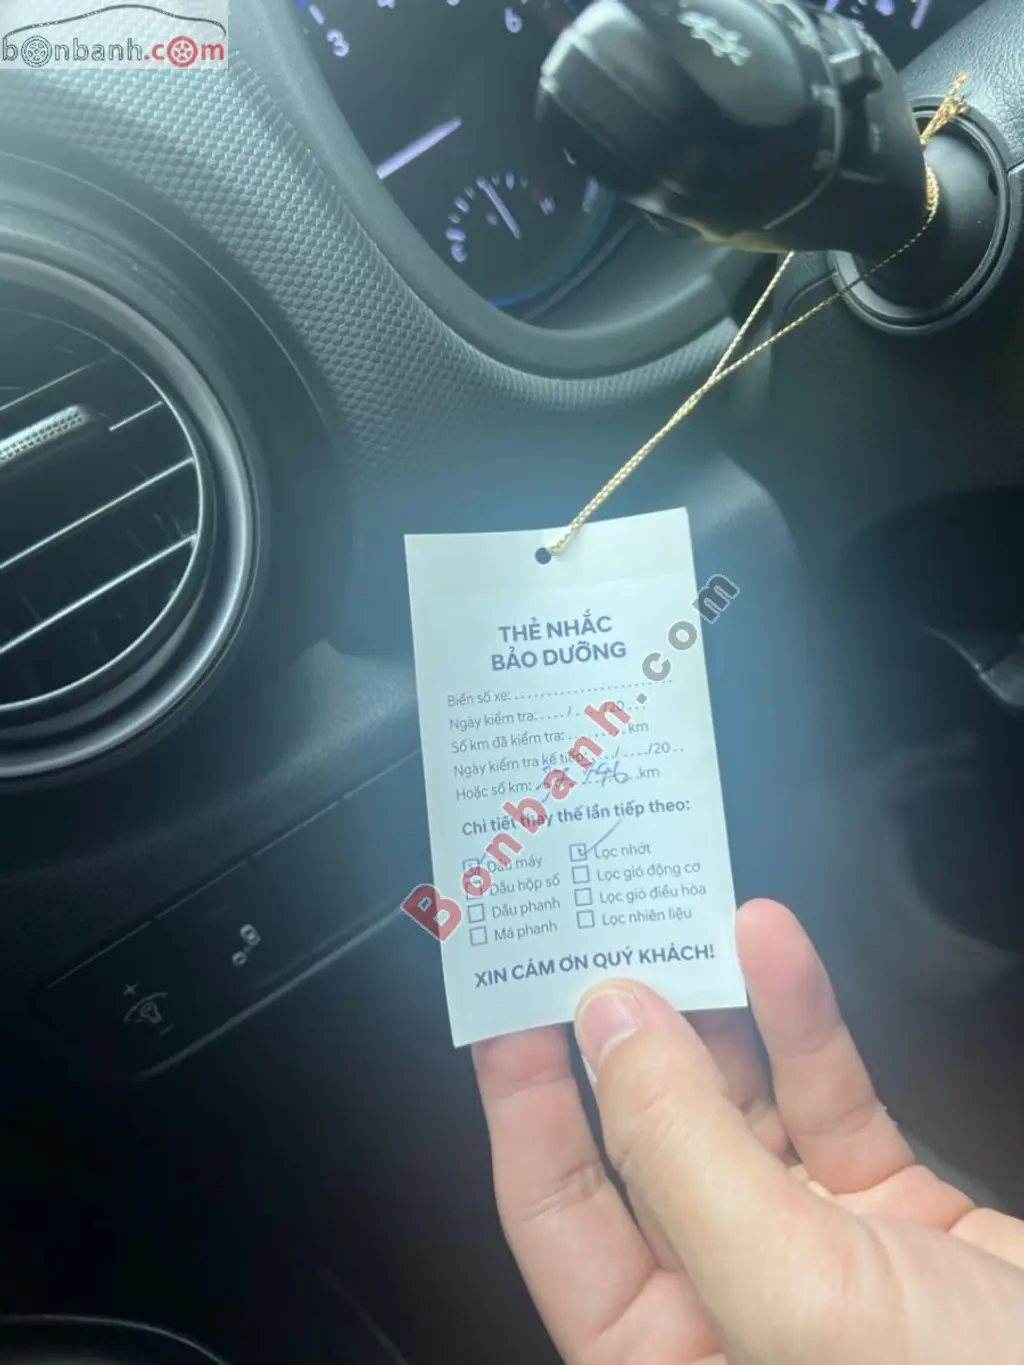 bonbanh.com
3
6
THẺ NHẮC
BẢO DƯỠNG
Biển số xe:
Ngày kiểm tra: ..../..../20...
Số km đã kiểm tra: ........km
Ngày kiểm tra kế tiếp: ..../..../20..
Hoặc số km: km
Chi tiết thay thế lần tiếp theo:
Dầu máy Lọc nhớt
Dầu hộp số Lọc gió động cơ
Dầu phanh Lọc gió điều hòa
Má phanh Lọc nhiên liệu
XIN CẢM ƠN QUÝ KHÁCH!
Bonbanh.com